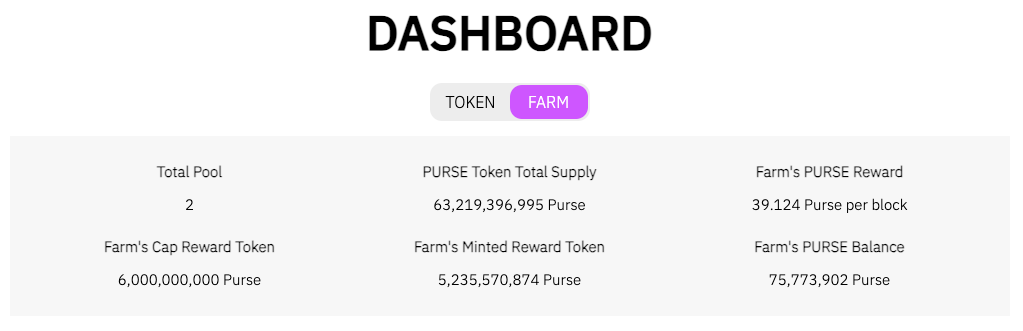 DASHBOARD
TOKEN FARM
Total Pool PURSE Token Total Supply Farm's PURSE Reward
2 63,219,396,995 Purse 39.124 Purse per block
Farm's Cap Reward Token Farm's Minted Reward Token Farm's PURSE Balance
6,000,000,000 Purse 5,235,570,874 Purse 75,773,902 Purse